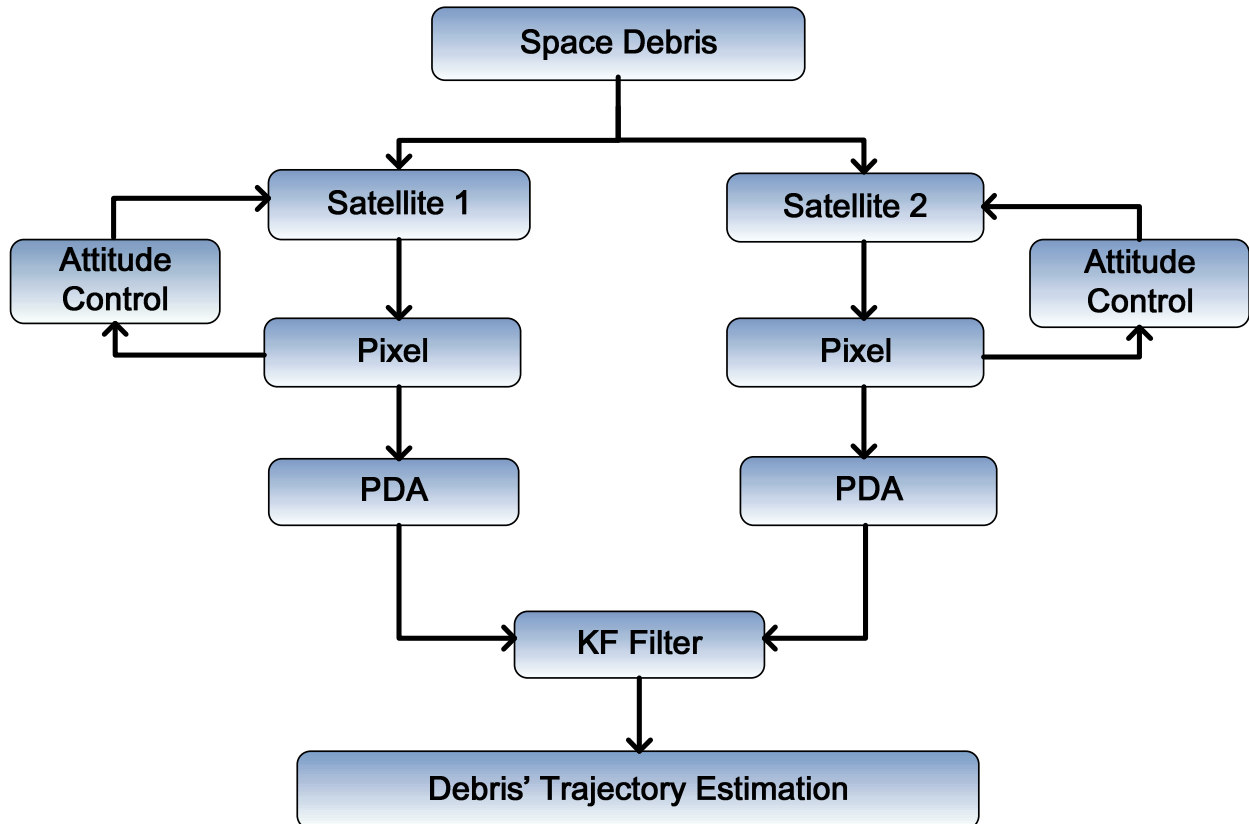 Space Debris
Satellite 1
Satellite 2
Attitude
Control
Attitude
Control
Pixel
Pixel
PDA
PDA
KF Filter
Debris’ Trajectory Estimation